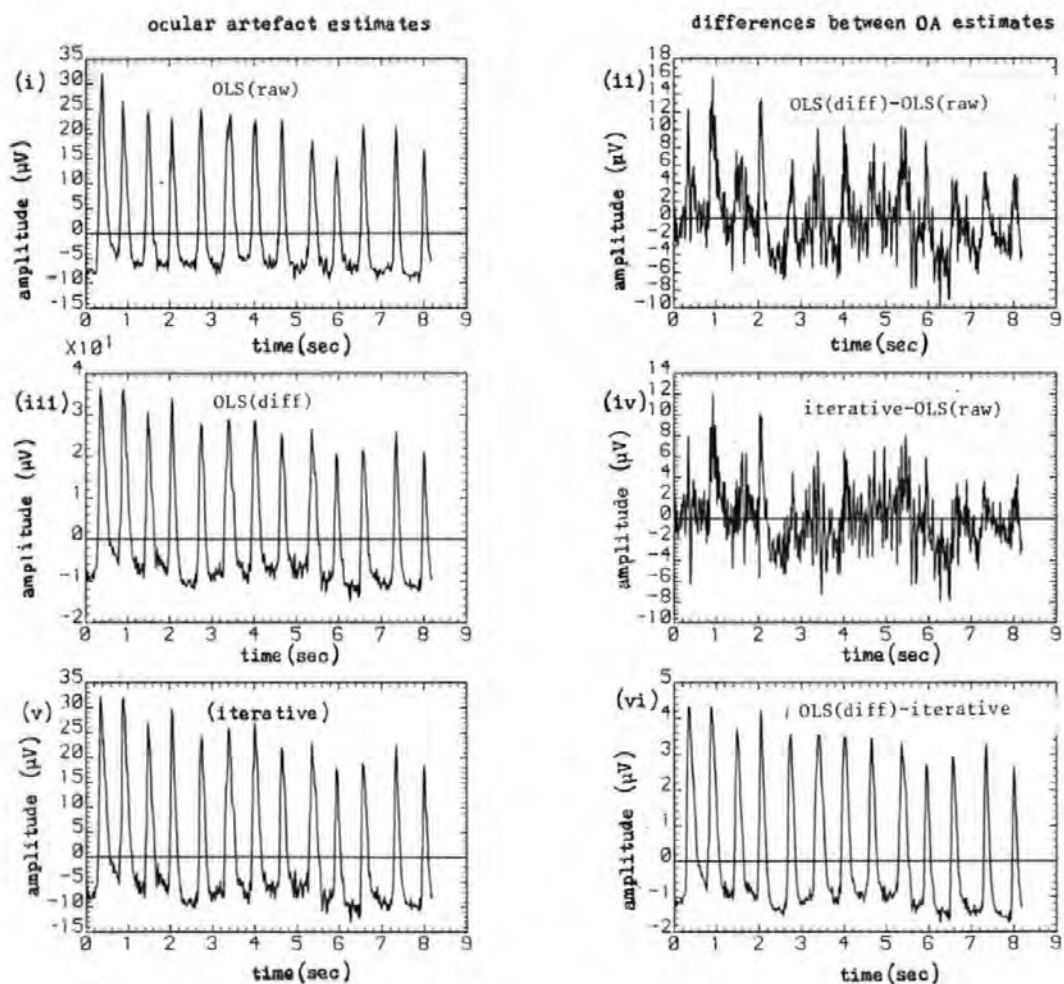 ocular artefact estimates
differences between OA estimates
(i)
OLS(raw)
amplitude (µV)
35
30
25
20
15
10
5
0
-5
-10
-15
0 1 2 3 4 5 6 7 8 9
time(sec)
(ii)
OLS(diff)-OLS(raw)
amplitude (µV)
18
16
14
12
10
8
6
4
2
0
-2
-4
-6
-8
-10
0 1 2 3 4 5 6 7 8 9
time(sec)
(iii)
X10¹
OLS(diff)
amplitude (µV)
4
3
2
1
0
-1
-2
0 1 2 3 4 5 6 7 8 9
time(sec)
(iv)
iterative-OLS(raw)
amplitude (µV)
14
12
10
8
6
4
2
0
-2
-4
-6
-8
-10
0 1 2 3 4 5 6 7 8 9
time(sec)
(v)
(iterative)
amplitude (µV)
35
30
25
20
15
10
5
0
-5
-10
-15
0 1 2 3 4 5 6 7 8 9
time(sec)
(vi)
OLS(diff)-iterative
amplitude (µV)
5
4
3
2
1
0
-1
-2
0 1 2 3 4 5 6 7 8 9
time(sec)